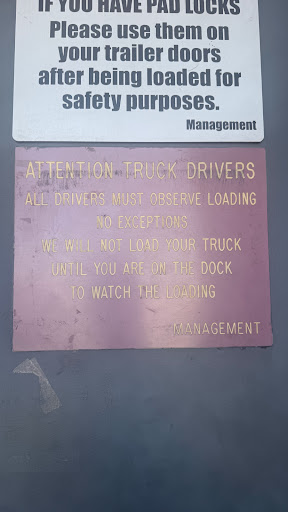 IF YOU HAVE PAD LOCKS
Please use them on
your trailer doors
after being loaded for
safety purposes.
Management
ATTENTION TRUCK DRIVERS
ALL DRIVERS MUST OBSERVE LOADING
NO EXCEPTIONS
WE WILL NOT LOAD YOUR TRUCK
UNTIL YOU ARE ON THE DOCK
TO WATCH THE LOADING
MANAGEMENT